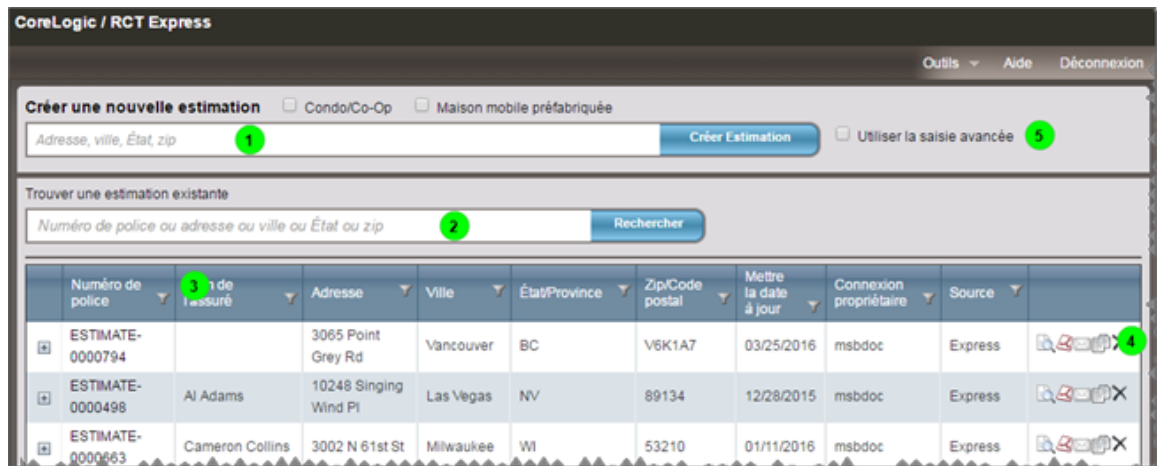 CoreLogic / RCT Express
Outils Aide Déconnexion
Créer une nouvelle estimation Condo/Co-Op Maison mobile préfabriquée
Adresse, ville, État, zip 1 Créer Estimation Utiliser la saisie avancée 5
Trouver une estimation existante
Numéro de police ou adresse ou ville ou État ou zip 2 Rechercher
Numéro de police 3 de l'assuré Adresse Ville État/Province Zip/Code postal Mettre la date à jour Connexion propriétaire Source
ESTIMATE-0000794 3065 Point Grey Rd Vancouver BC V6K1A7 03/25/2016 msbdoc Express 4
ESTIMATE-0000498 Al Adams 10248 Singing Wind Pl Las Vegas NV 89134 12/28/2015 msbdoc Express
ESTIMATE-0000663 Cameron Collins 3002 N 61st St Milwaukee WI 53210 01/11/2016 msbdoc Express